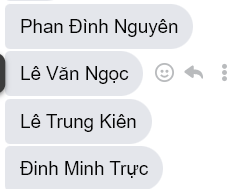 Phan Đình Nguyên
Lê Văn Ngọc
Lê Trung Kiên
Đinh Minh Trực